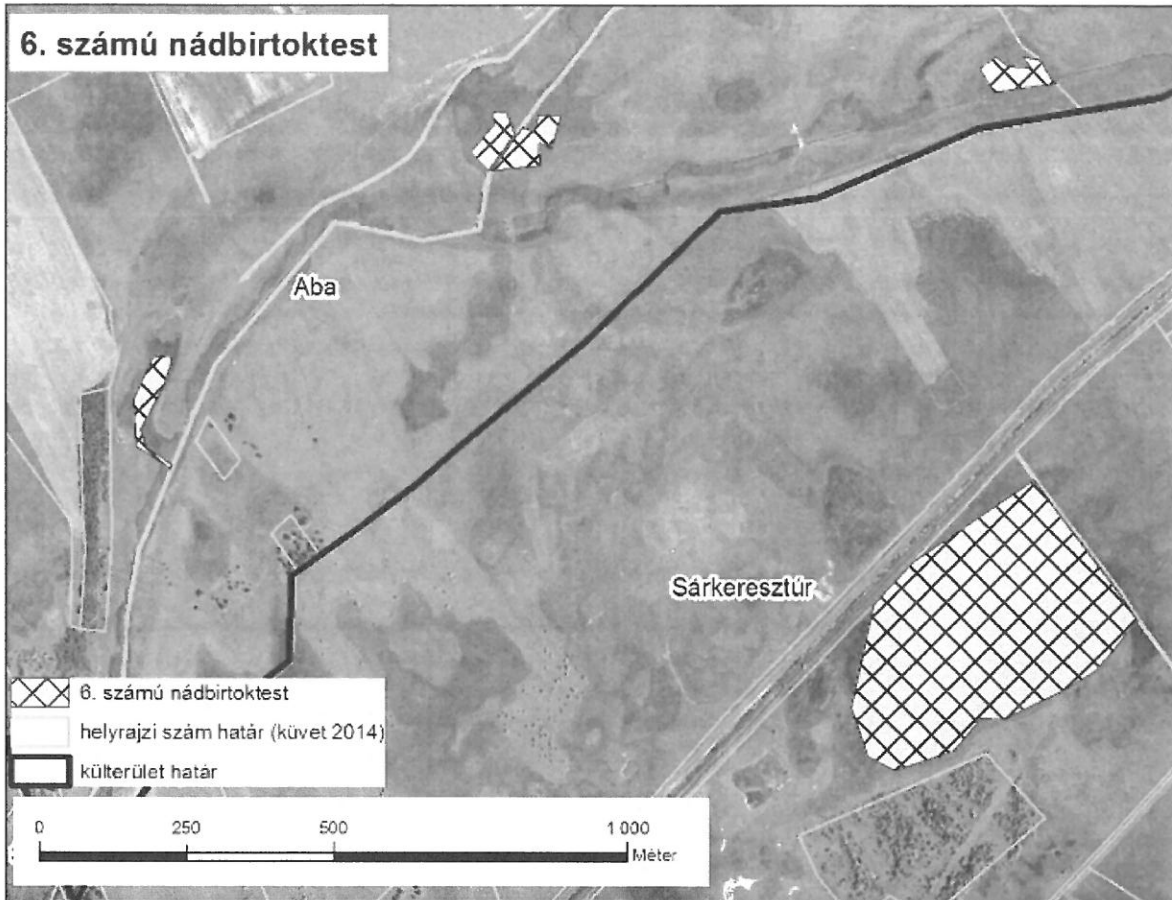 6. számú nádbirtoktest
Aba
Sárkeresztúr
6. számú nádbirtoktest
helyrajzi szám határ (küvet 2014)
külterület határ
0 250 500 1 000
Méter